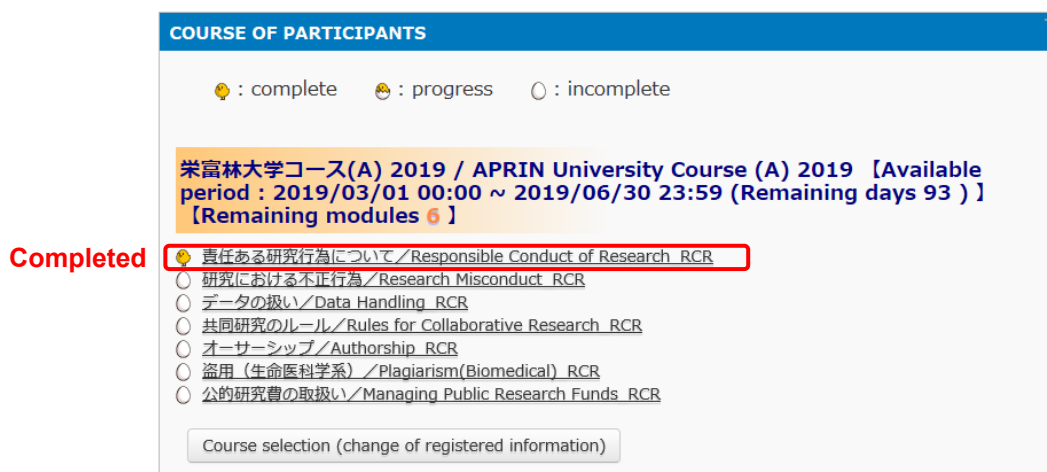 COURSE OF PARTICIPANTS
: complete : progress : incomplete
栄富林大学コース(A) 2019 / APRIN University Course (A) 2019 【Available
period : 2019/03/01 00:00 ~ 2019/06/30 23:59 (Remaining days 93 ) 】
【Remaining modules 6 】
Completed 責任ある研究行為について／Responsible Conduct of Research_RCR
研究における不正行為／Research Misconduct_RCR
データの扱い／Data Handling_RCR
共同研究のルール／Rules for Collaborative Research_RCR
オーサーシップ／Authorship_RCR
盗用（生命医科学系）／Plagiarism(Biomedical)_RCR
公的研究費の取扱い／Managing Public Research Funds_RCR
Course selection (change of registered information)